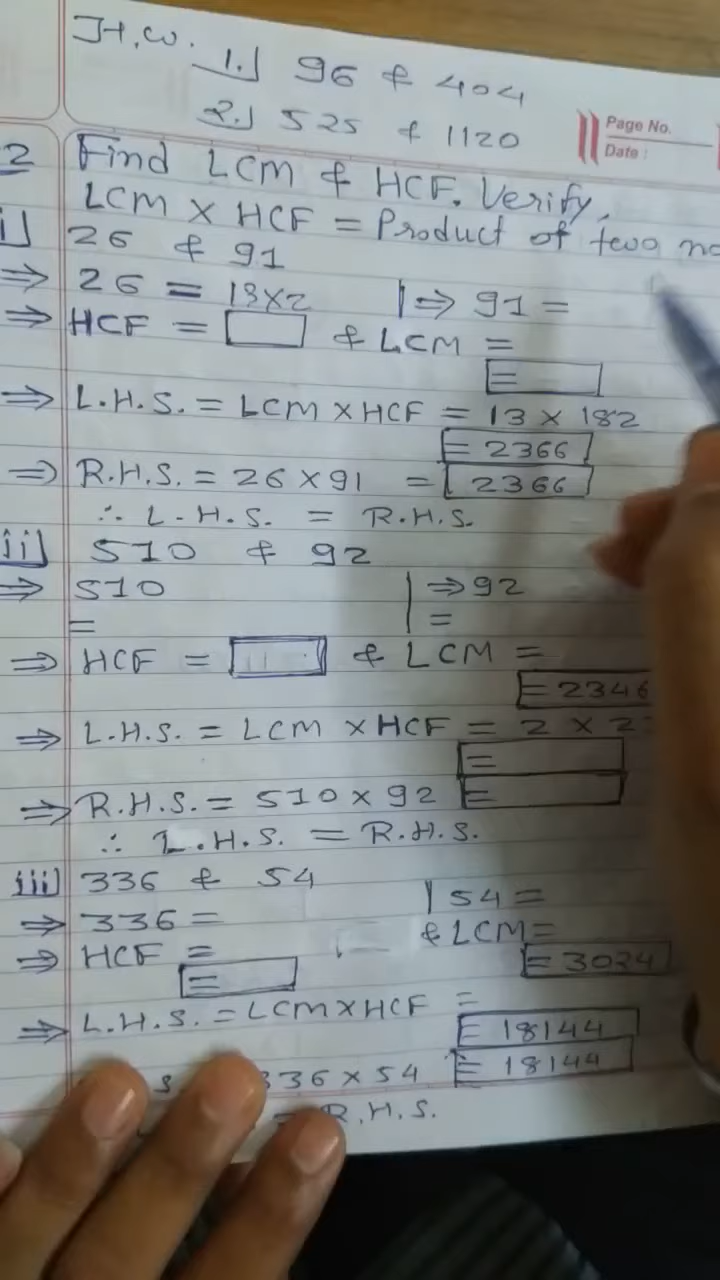 H.W. 1.] 96 & 404
2.] 525 & 1120
Page No.
Date :
2 Find LCM & HCF. Verify,
LCM X HCF = Product of two no
i] 26 & 91
⇒ 26 = 13x2 | ⇒ 91 =
⇒ HCF = & LCM =
=
⇒ L.H.S. = LCM x HCF = 13 x 182
= 2366
⇒ R.H.S. = 26 x 91 = 2366
∴ L.H.S. = R.H.S.
ii] 510 & 92
⇒ 510 | ⇒ 92
= | =
⇒ HCF = & LCM =
= 2346
⇒ L.H.S. = LCM x HCF = 2 x 2
=
⇒ R.H.S. = 510 x 92 =
∴ L.H.S. = R.H.S.
iii] 336 & 54
⇒ 336 = | 54 =
⇒ HCF = & LCM =
= = 3024
⇒ L.H.S. = LCM x HCF =
= 18144
S 336 x 54 = 18144
= R.H.S.